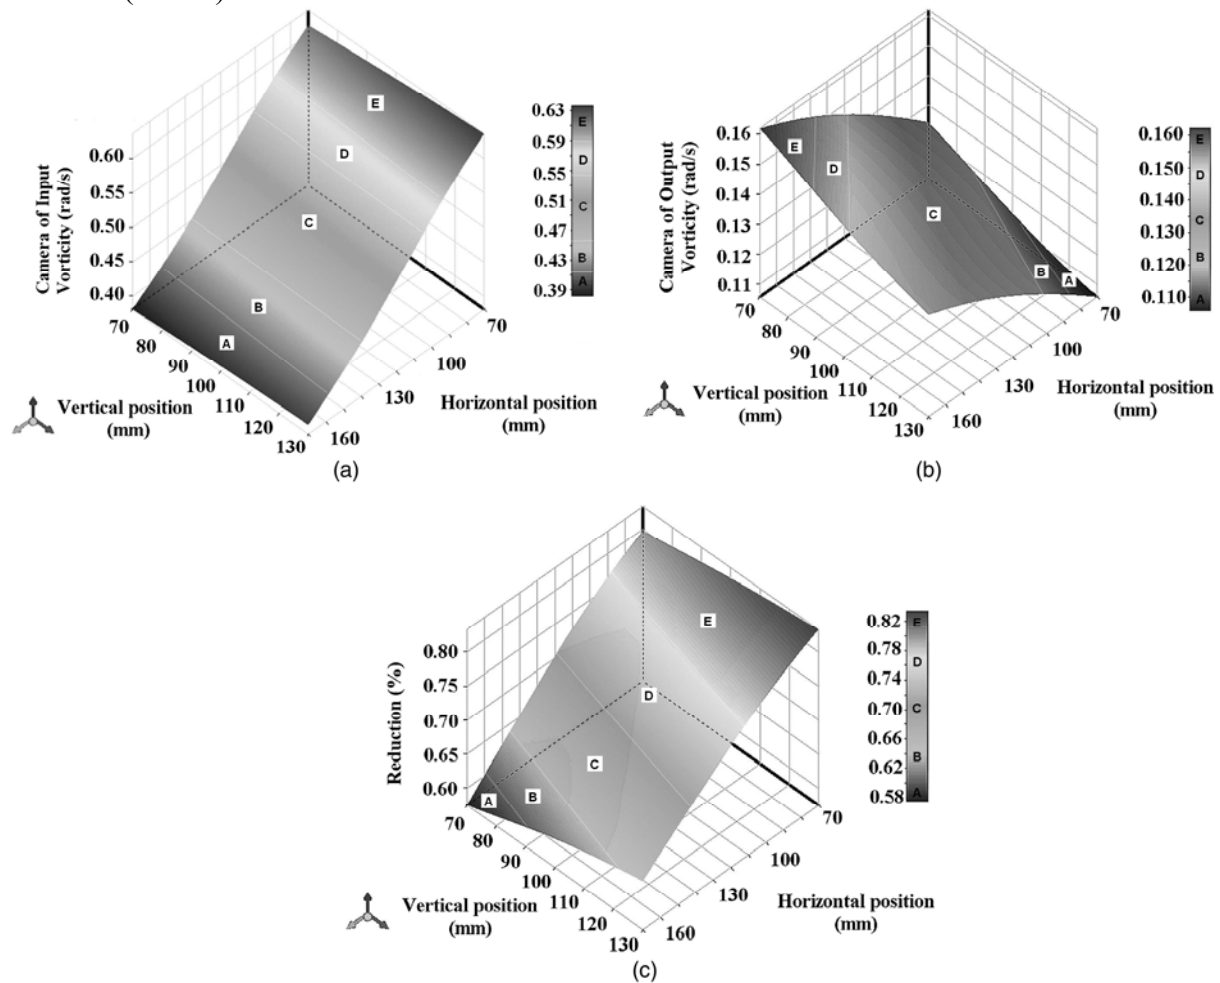 E
D
C
B
A
0.60
0.55
0.50
0.45
0.40
Camera of Input
Vorticity (rad/s)
70
80
90
100
110
120
130
Vertical position
(mm)
160
130
100
70
Horizontal position
(mm)
0.63
0.59
0.55
0.51
0.47
0.43
0.39
E
D
C
B
A
(a)
E
D
C
B
A
0.16
0.15
0.14
0.13
0.12
0.11
Camera of Output
Vorticity (rad/s)
70
80
90
100
110
120
130
Vertical position
(mm)
160
130
100
70
Horizontal position
(mm)
0.160
0.150
0.140
0.130
0.120
0.110
E
D
C
B
A
(b)
E
D
C
B
A
0.80
0.75
0.70
0.65
0.60
Reduction (%)
70
80
90
100
110
120
130
Vertical position
(mm)
160
130
100
70
Horizontal position
(mm)
0.82
0.78
0.74
0.70
0.66
0.62
0.58
E
D
C
B
A
(c)